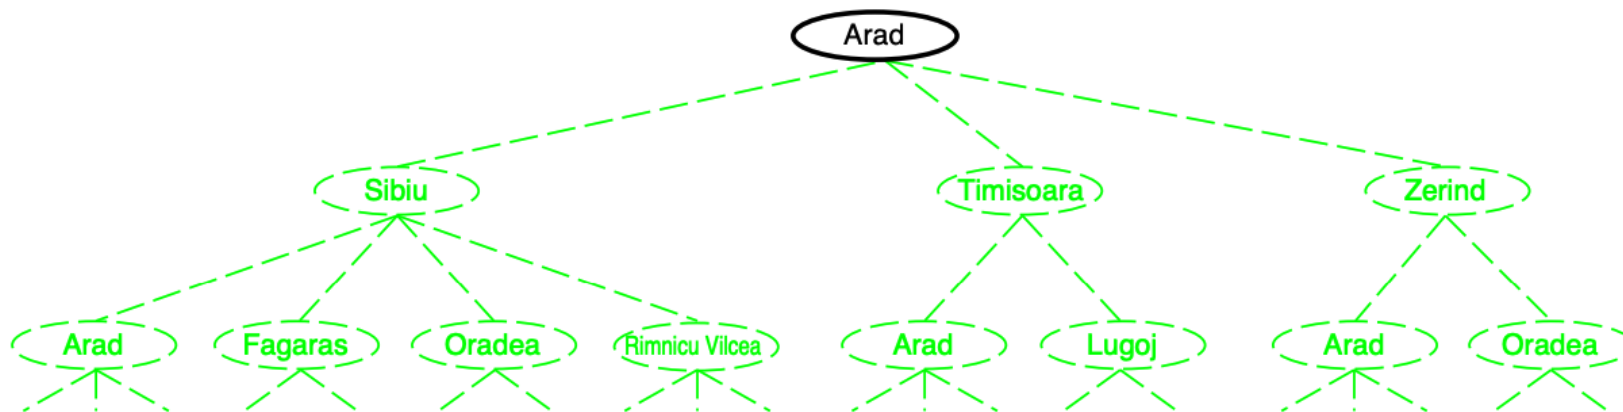 Arad
Sibiu
Timisoara
Zerind
Arad
Fagaras
Oradea
Rimnicu Vilcea
Arad
Lugoj
Arad
Oradea